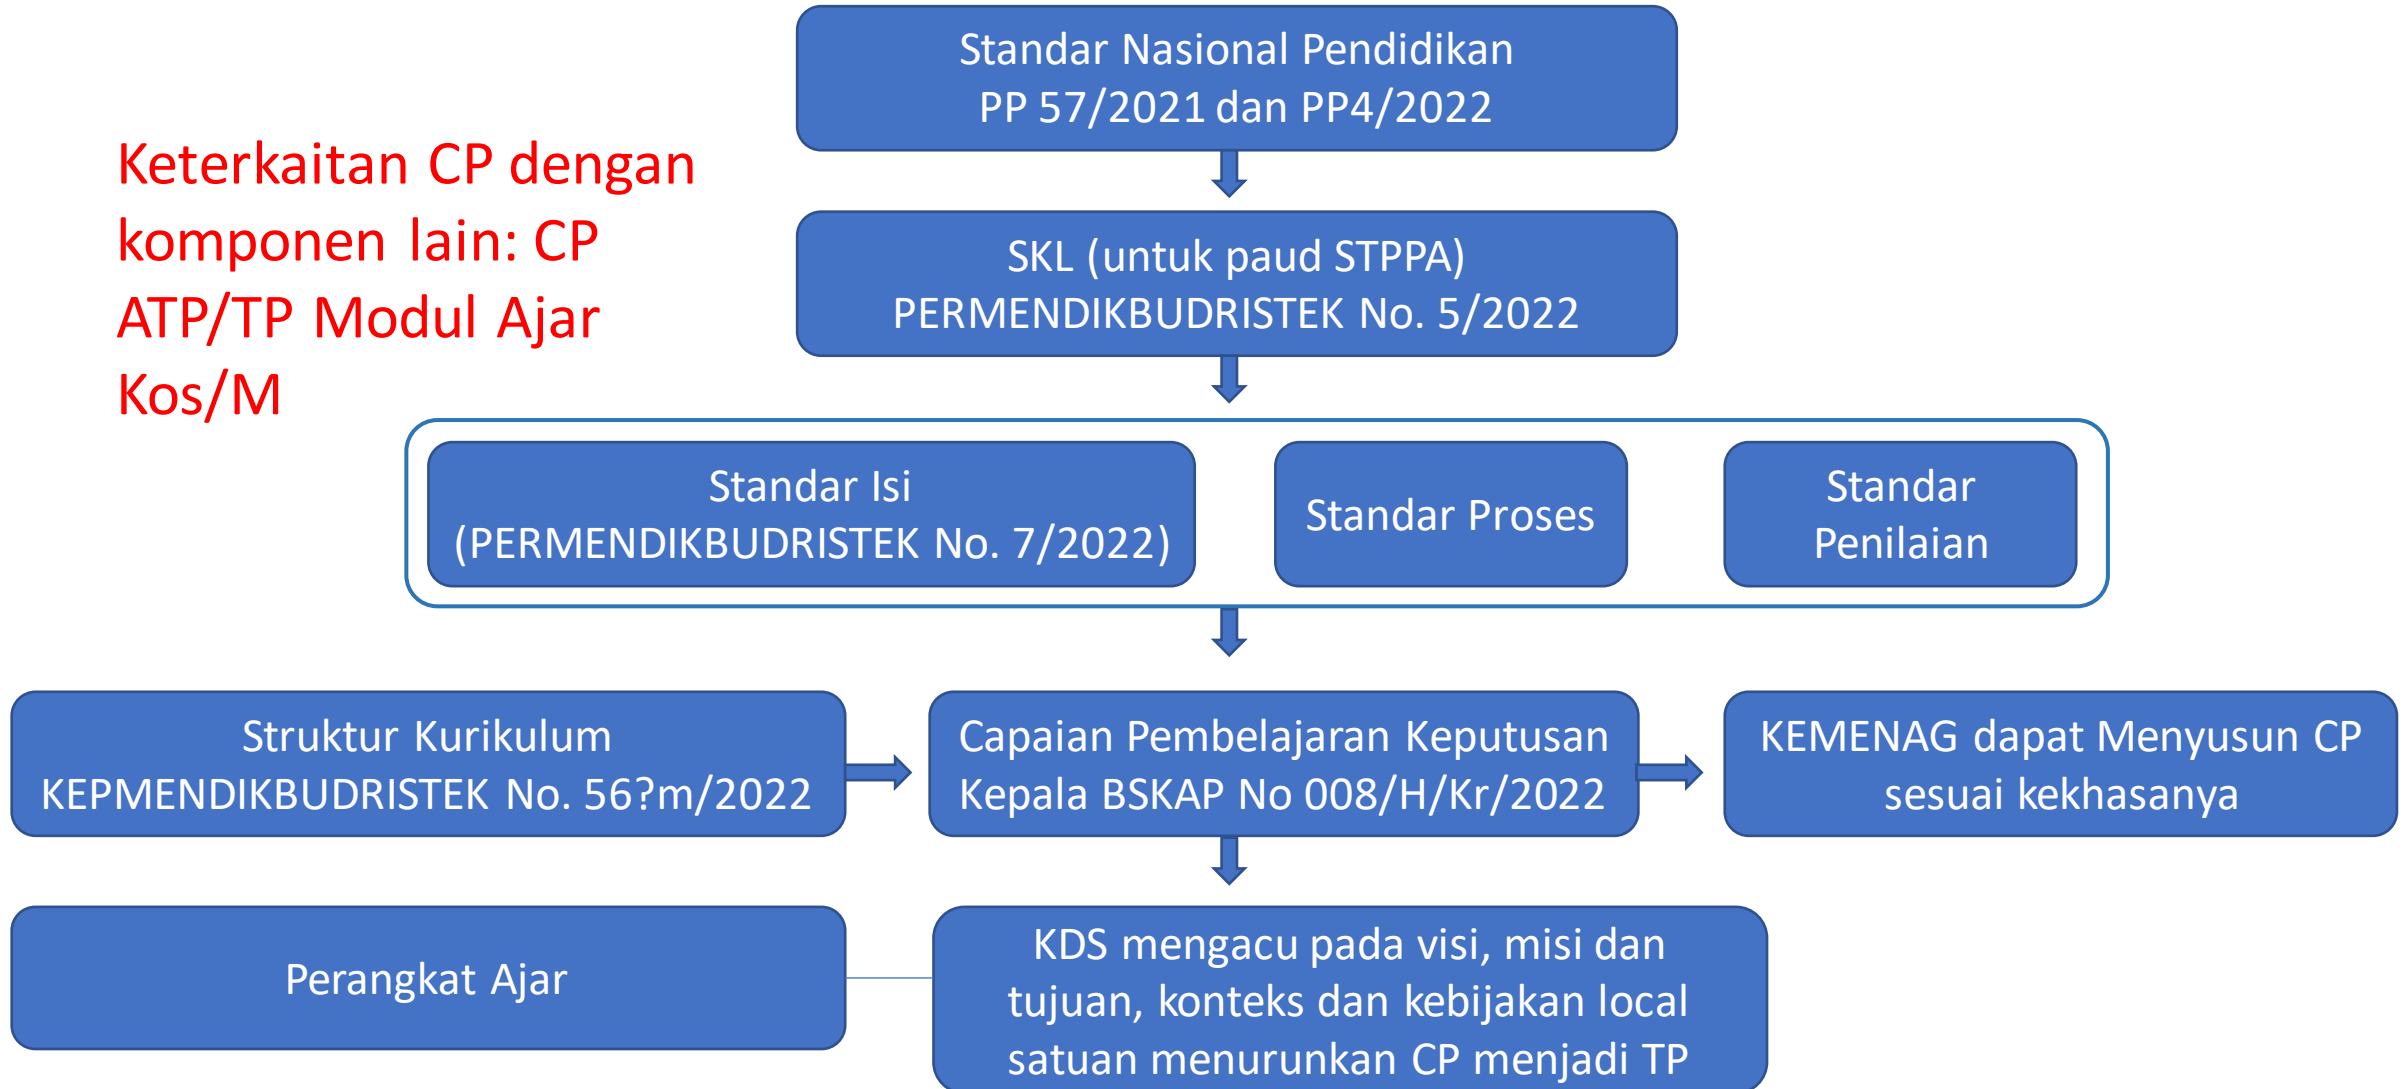 Keterkaitan CP dengan
komponen lain: CP
ATP/TP Modul Ajar
Kos/M
Standar Nasional Pendidikan
PP 57/2021 dan PP4/2022
SKL (untuk paud STPPA)
PERMENDIKBUDRISTEK No. 5/2022
Standar Isi
(PERMENDIKBUDRISTEK No. 7/2022)
Standar Proses
Standar
Penilaian
Struktur Kurikulum
KEPMENDIKBUDRISTEK No. 56?m/2022
Capaian Pembelajaran Keputusan
Kepala BSKAP No 008/H/Kr/2022
KEMENAG dapat Menyusun CP
sesuai kekhasanya
Perangkat Ajar
KDS mengacu pada visi, misi dan
tujuan, konteks dan kebijakan local
satuan menurunkan CP menjadi TP